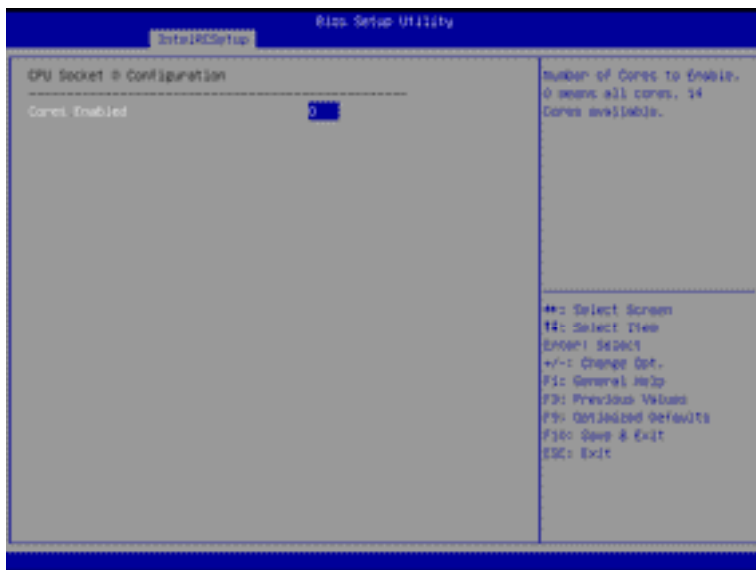 Bios Setup Utility
IntelRCSetup
CPU Socket 0 Configuration
Cores Enabled
0
Number of Cores to Enable.
0 means all cores. 14
Cores available.
: Select Screen
: Select Item
Enter: Select
+/-: Change Opt.
F1: General Help
: Previous Values
F9: Optimized Defaults
F10: Save & Exit
ESC: Exit